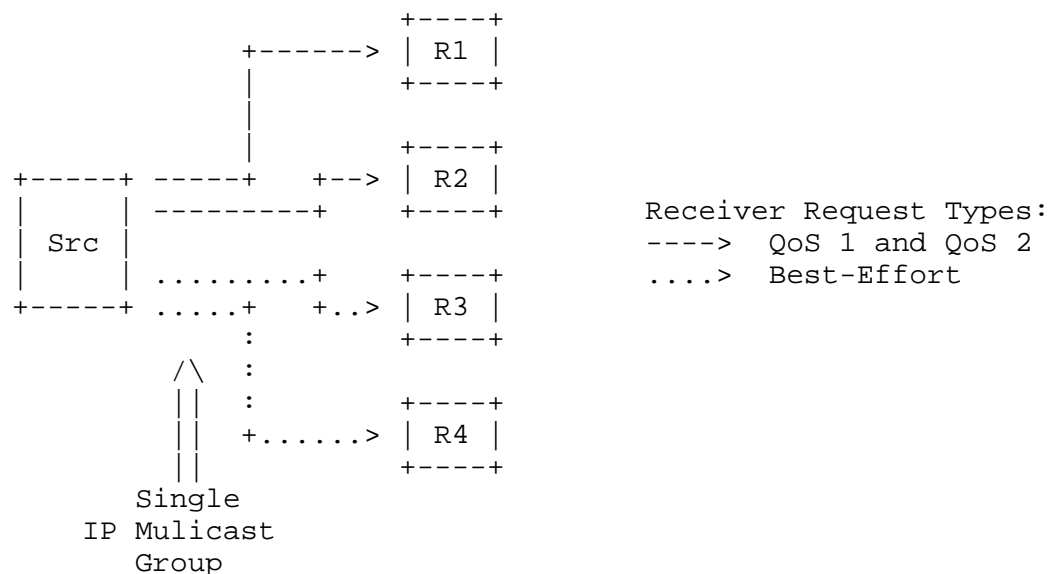 R1
R2
Receiver Request Types:
Src
----> QoS 1 and QoS 2
....> Best-Effort
R3
R4
Single
IP Mulicast
Group